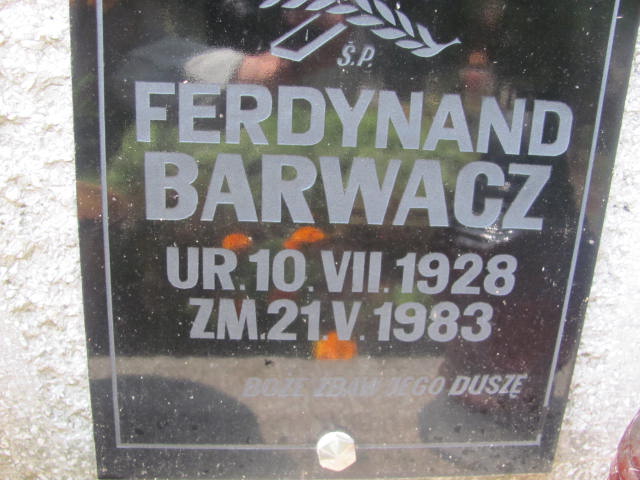 Ś.P.
FERDYNAND
BARWACZ
UR.10.VII.1928
ZM.21.V.1983
BOŻE ZBAW JEGO DUSZĘ